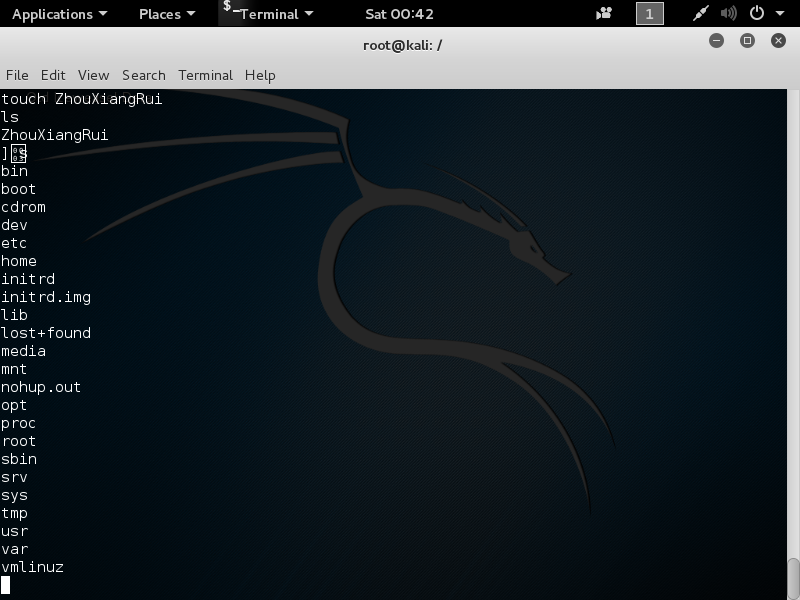 Applications Places $_Terminal Sat 00:42 1
root@kali: /
File Edit View Search Terminal Help
touch ZhouXiangRui
ls
ZhouXiangRui
]s
bin
boot
cdrom
dev
etc
home
initrd
initrd.img
lib
lost+found
media
mnt
nohup.out
opt
proc
root
sbin
srv
sys
tmp
usr
var
vmlinuz